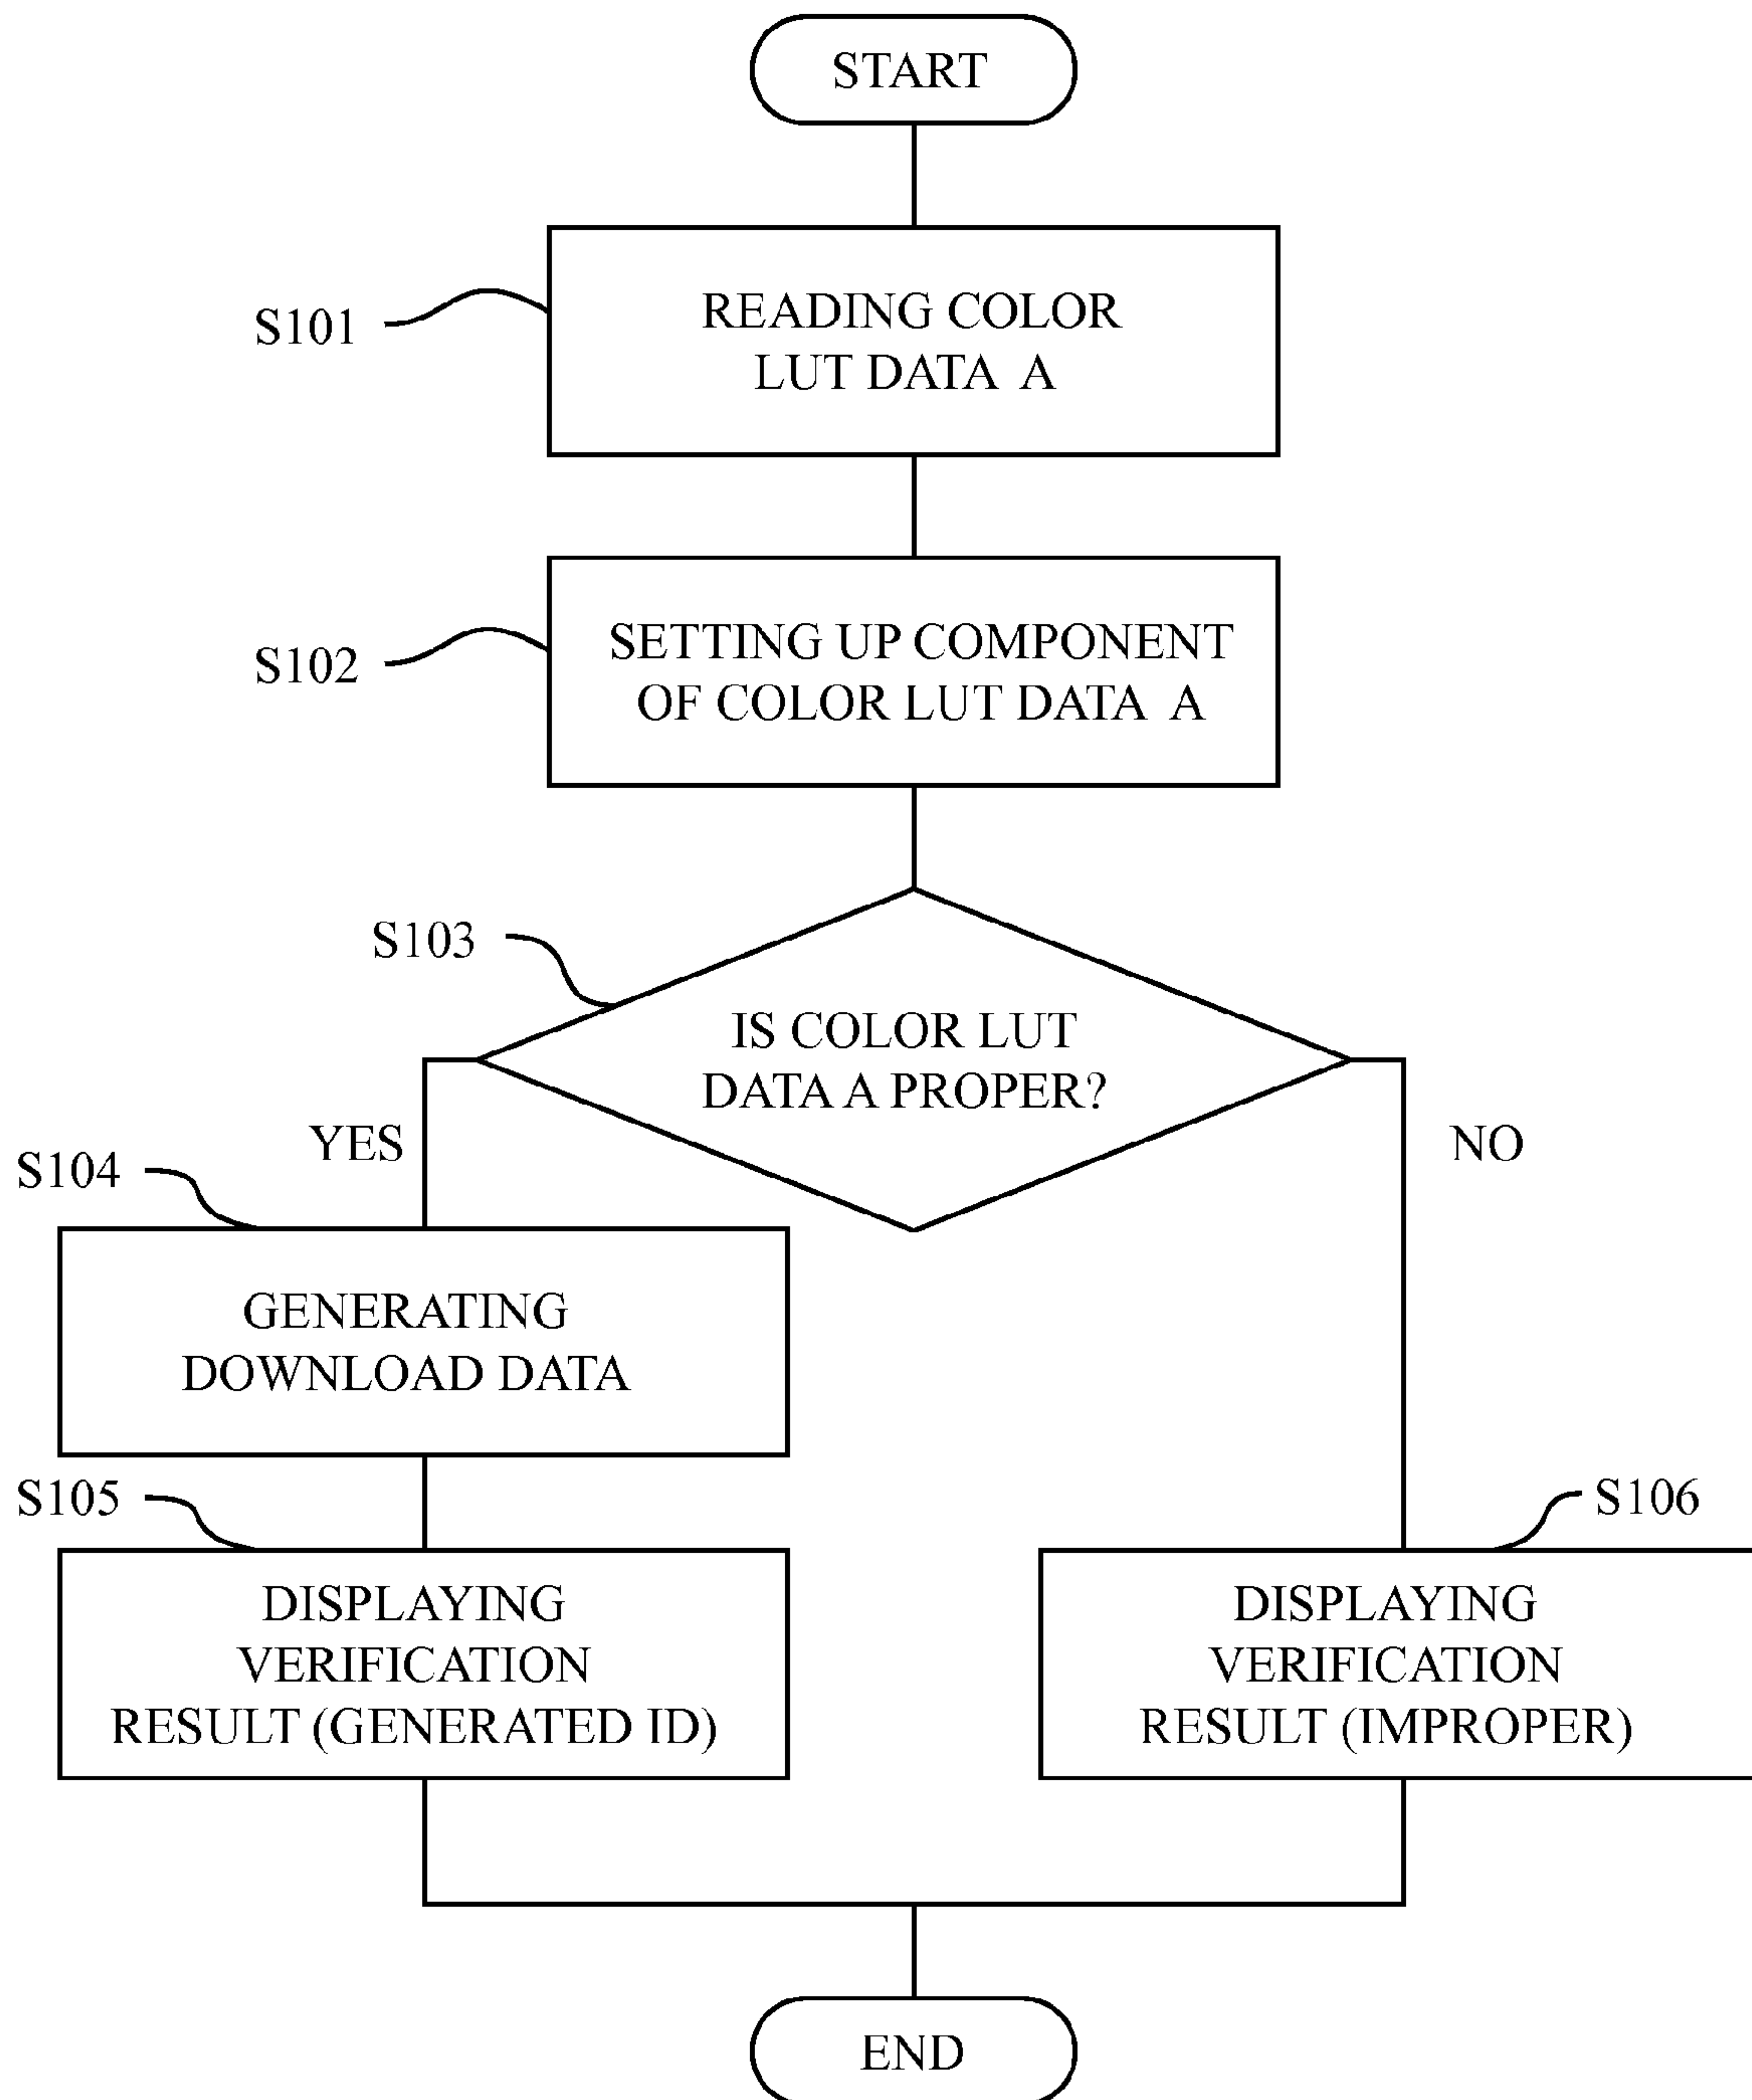 START
S101
READING COLOR
LUT DATA A
S102
SETTING UP COMPONENT
OF COLOR LUT DATA A
S103
IS COLOR LUT
DATA A PROPER?
YES
NO
S104
GENERATING
DOWNLOAD DATA
S105
DISPLAYING
VERIFICATION
RESULT (GENERATED ID)
S106
DISPLAYING
VERIFICATION
RESULT (IMPROPER)
END